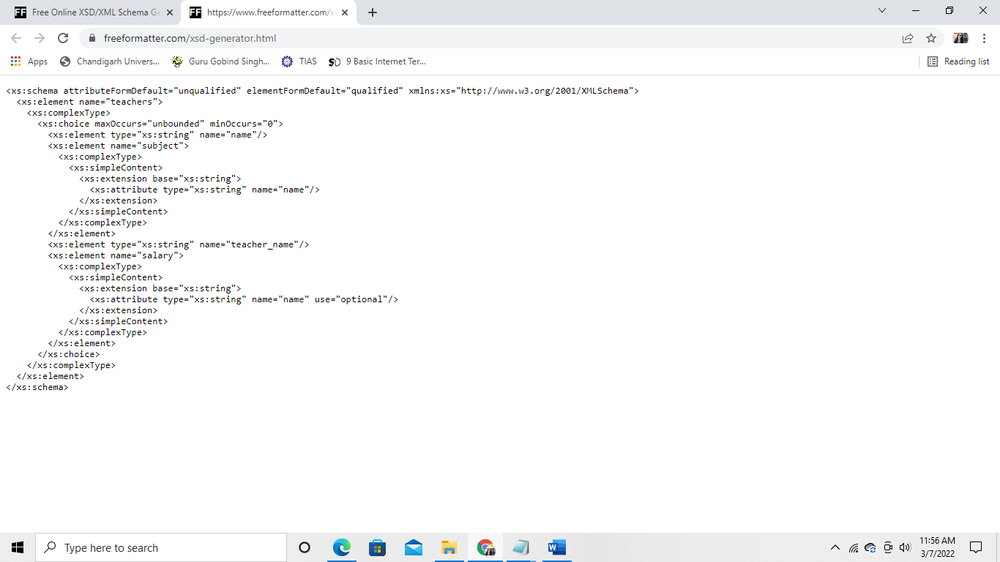 Free Online XSD/XML Schema Ge
https://www.freeformatter.com/x
freeformatter.com/xsd-generator.html
Apps
Chandigarh Univers...
Guru Gobind Singh...
TIAS
9 Basic Internet Ter...
Reading list
<xs:schema attributeFormDefault="unqualified" elementFormDefault="qualified" xmlns:xs="http://www.w3.org/2001/XMLSchema">
  <xs:element name="teachers">
    <xs:complexType>
      <xs:choice maxOccurs="unbounded" minOccurs="0">
        <xs:element type="xs:string" name="name"/>
        <xs:element name="subject">
          <xs:complexType>
            <xs:simpleContent>
              <xs:extension base="xs:string">
                <xs:attribute type="xs:string" name="name"/>
              </xs:extension>
            </xs:simpleContent>
          </xs:complexType>
        </xs:element>
        <xs:element type="xs:string" name="teacher_name"/>
        <xs:element name="salary">
          <xs:complexType>
            <xs:simpleContent>
              <xs:extension base="xs:string">
                <xs:attribute type="xs:string" name="name" use="optional"/>
              </xs:extension>
            </xs:simpleContent>
          </xs:complexType>
        </xs:element>
      </xs:choice>
    </xs:complexType>
  </xs:element>
</xs:schema>
Type here to search
11:56 AM
3/7/2022